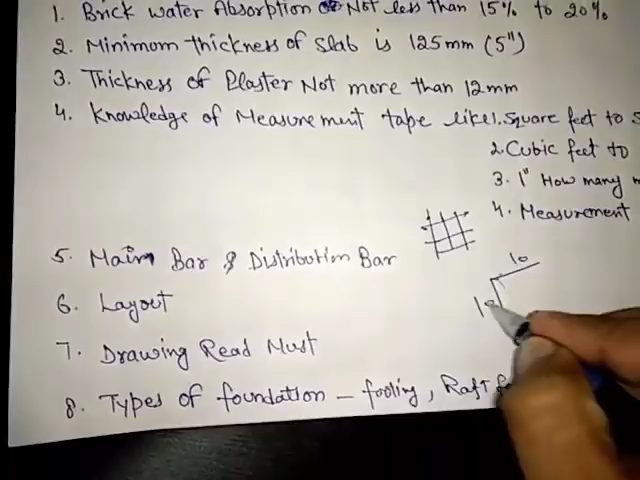 1. Brick water Absorption Not less than 15% to 20%
2. Minimum thickness of slab is 125mm (5")
3. Thickness of Plaster Not more than 12mm
4. Knowledge of Measurement tape like 1. Square feet to
2. Cubic feet to
3. 1" How many
4. Measurement
5. Main Bar & Distribution Bar
10
6. Layout
10
7. Drawing Read Must
8. Types of foundation - footing, Raft